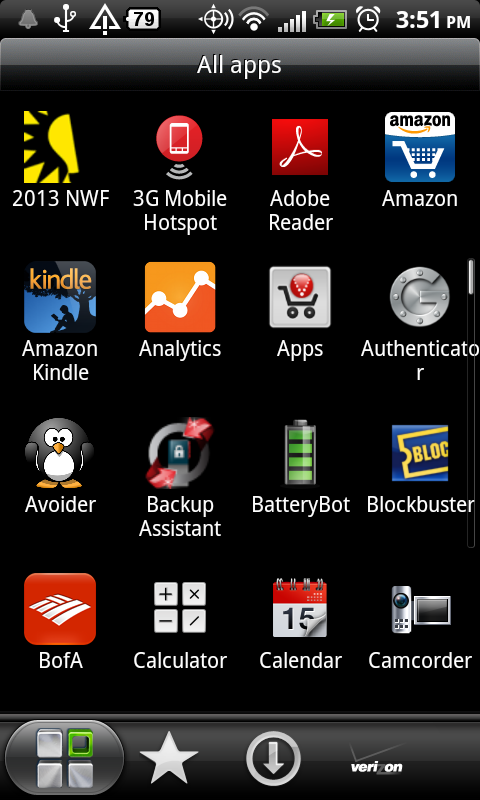 79 3:51 PM
All apps
2013 NWF
3G Mobile
Hotspot
Adobe
Reader
amazon
Amazon
kindle
Amazon
Kindle
Analytics
Apps
Authenticato
r
Avoider
Backup
Assistant
BatteryBot
BLOC
Blockbuster
BofA
Calculator
15
Calendar
Camcorder
verizon